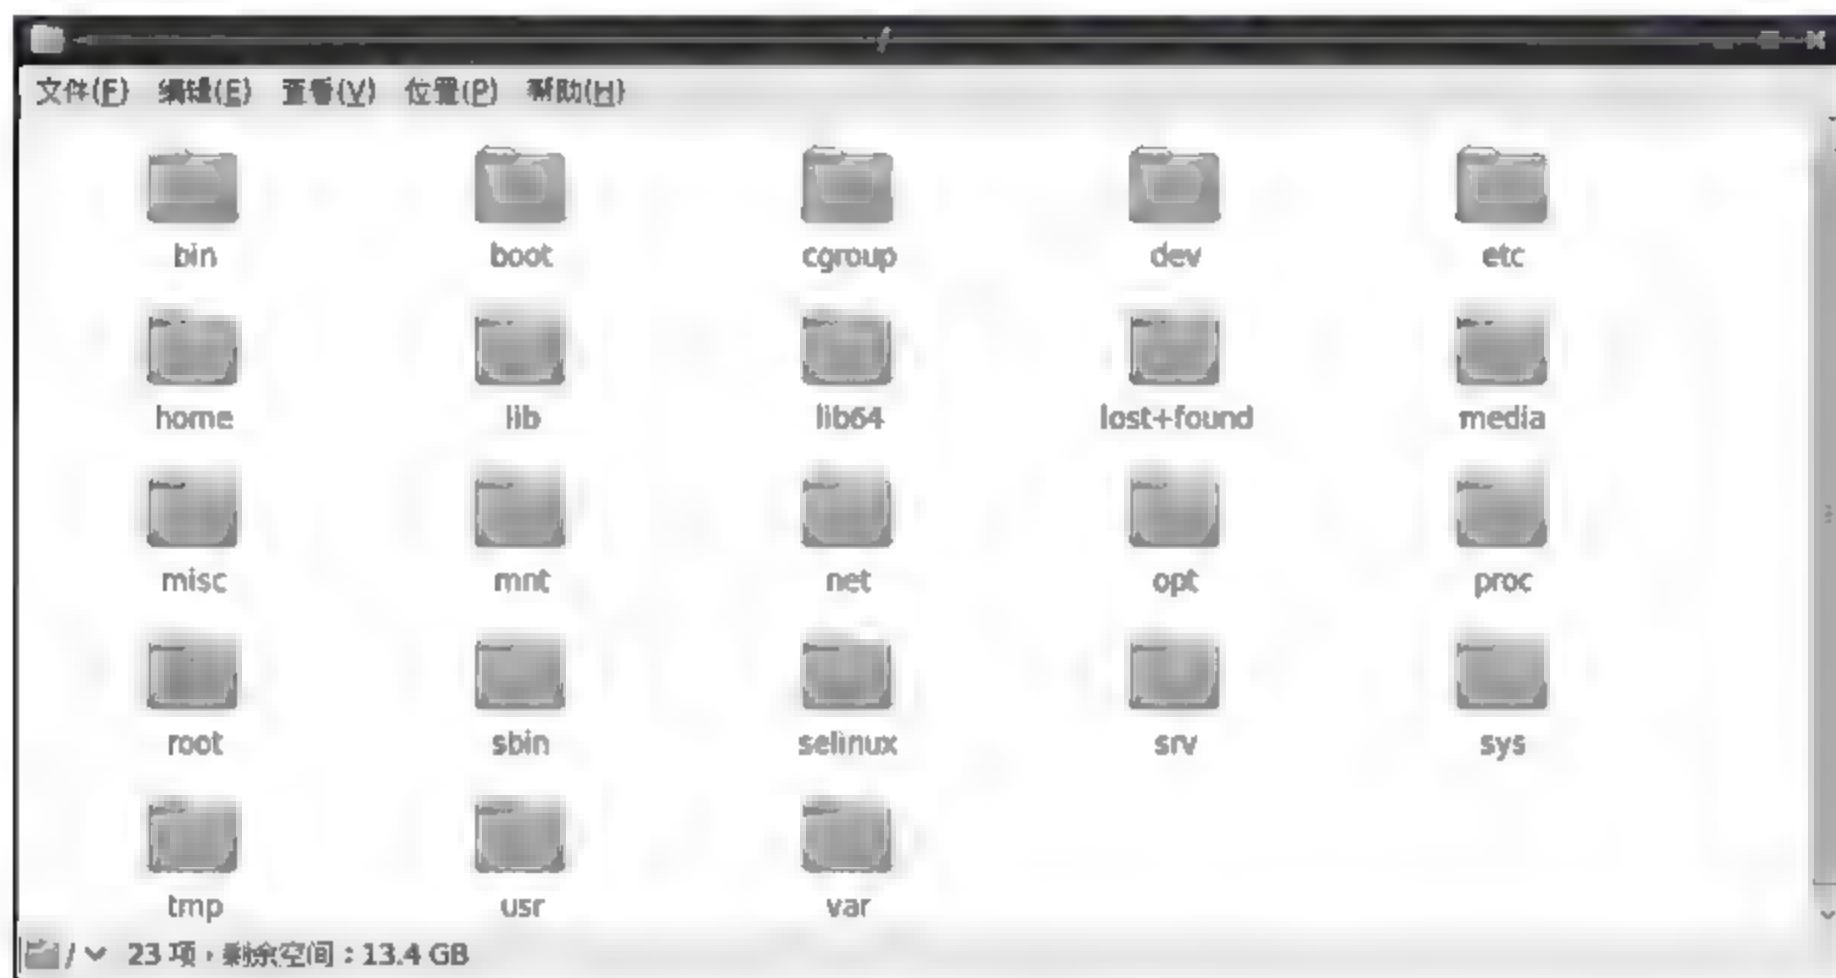 /
文件(F) 编辑(E) 查看(V) 位置(P) 帮助(H)
bin boot cgroup dev etc
home lib lib64 lost+found media
misc mnt net opt proc
root sbin selinux srv sys
tmp usr var
/ 23 项，剩余空间：13.4 GB